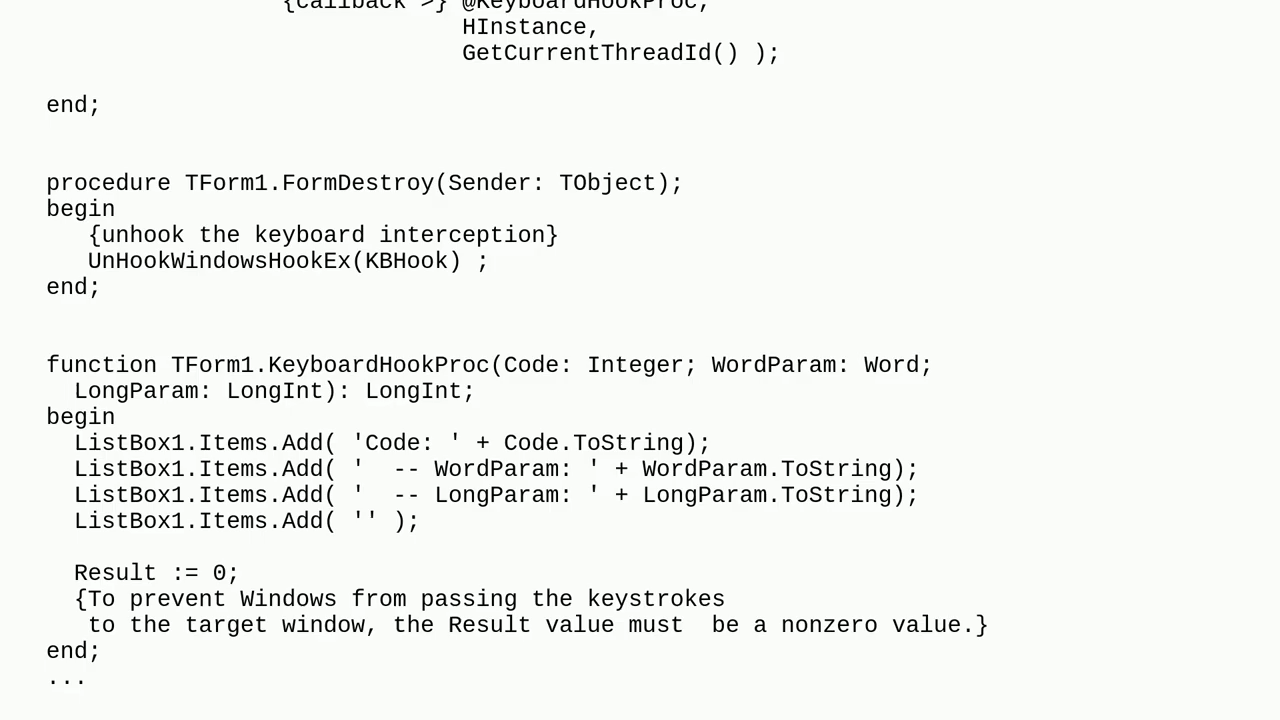 {callback >} @KeyboardHookProc,
HInstance,
GetCurrentThreadId() );
end;
procedure TForm1.FormDestroy(Sender: TObject);
begin
{unhook the keyboard interception}
UnHookWindowsHookEx(KBHook) ;
end;
function TForm1.KeyboardHookProc(Code: Integer; WordParam: Word;
LongParam: LongInt): LongInt;
begin
ListBox1.Items.Add( 'Code: ' + Code.ToString);
ListBox1.Items.Add( '  -- WordParam: ' + WordParam.ToString);
ListBox1.Items.Add( '  -- LongParam: ' + LongParam.ToString);
ListBox1.Items.Add( '' );
Result := 0;
{To prevent Windows from passing the keystrokes
to the target window, the Result value must  be a nonzero value.}
end;
...